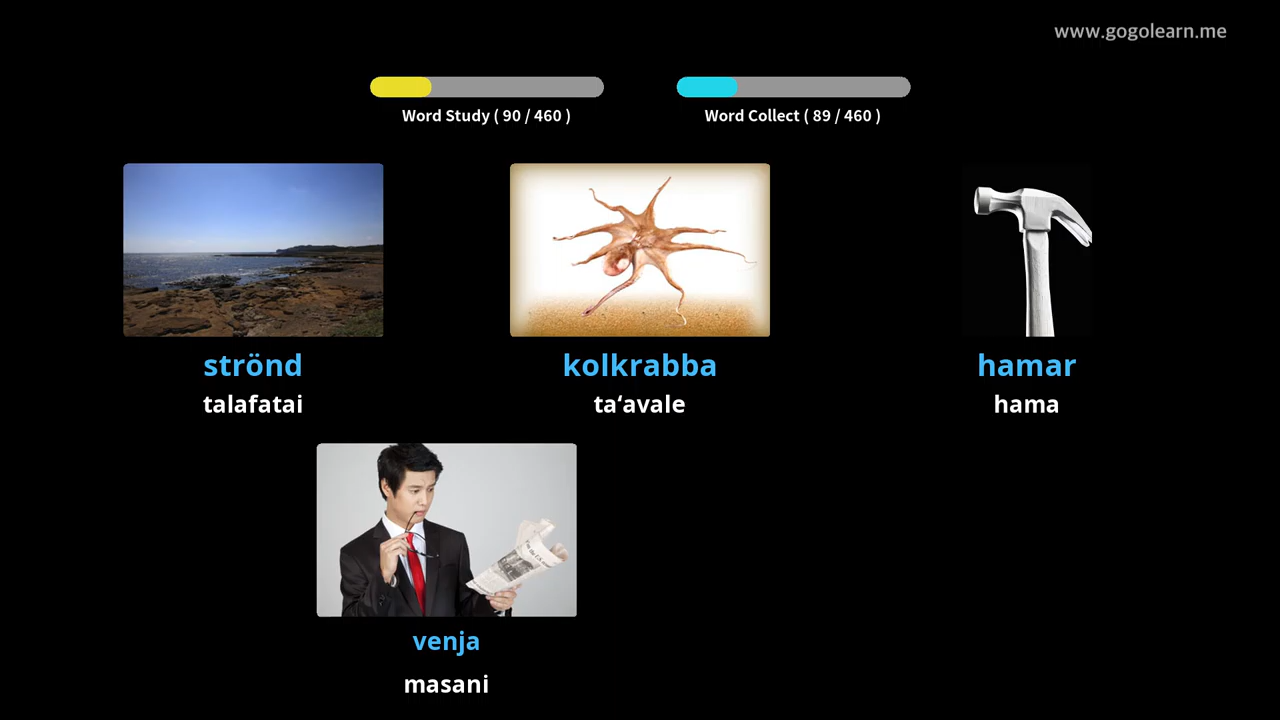 www.gogolearn.me
Word Study ( 90 / 460 )
Word Collect ( 89 / 460 )
strönd
talafatai
kolkrabba
ta‘avale
hamar
hama
venja
masani